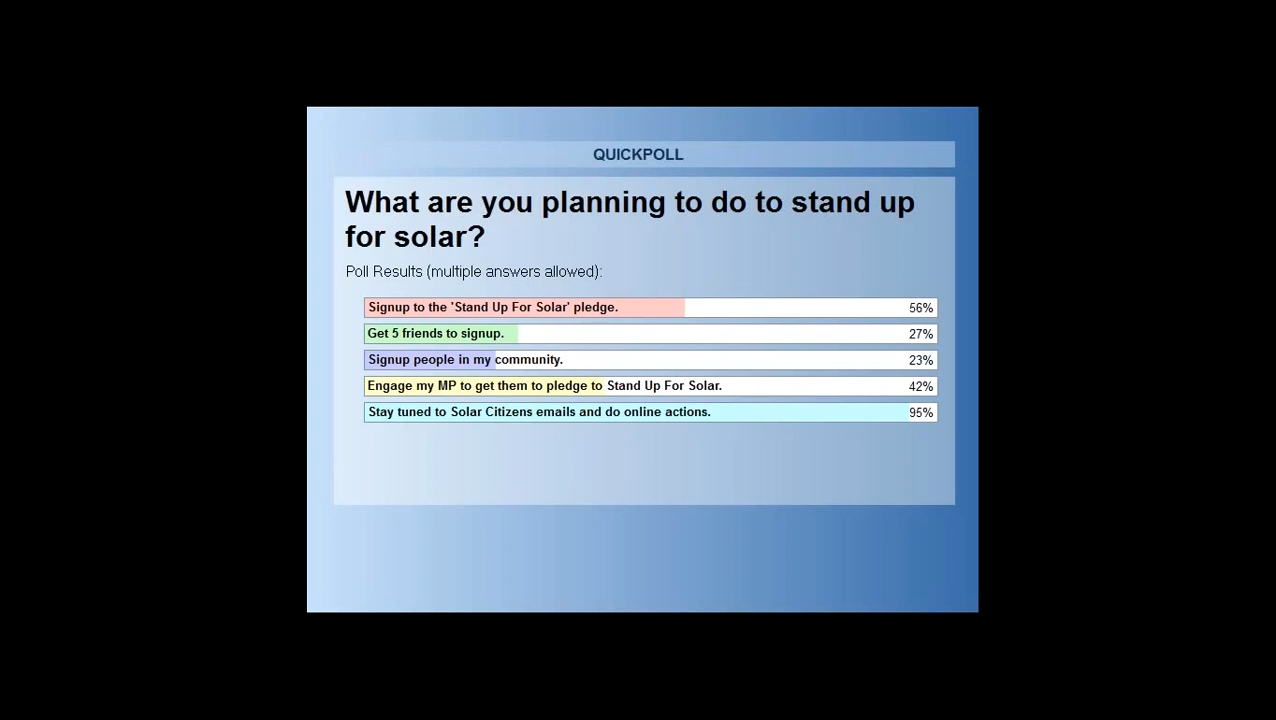 QUICKPOLL
What are you planning to do to stand up
for solar?
Poll Results (multiple answers allowed):
Signup to the 'Stand Up For Solar' pledge. 56%
Get 5 friends to signup. 27%
Signup people in my community. 23%
Engage my MP to get them to pledge to Stand Up For Solar. 42%
Stay tuned to Solar Citizens emails and do online actions. 95%